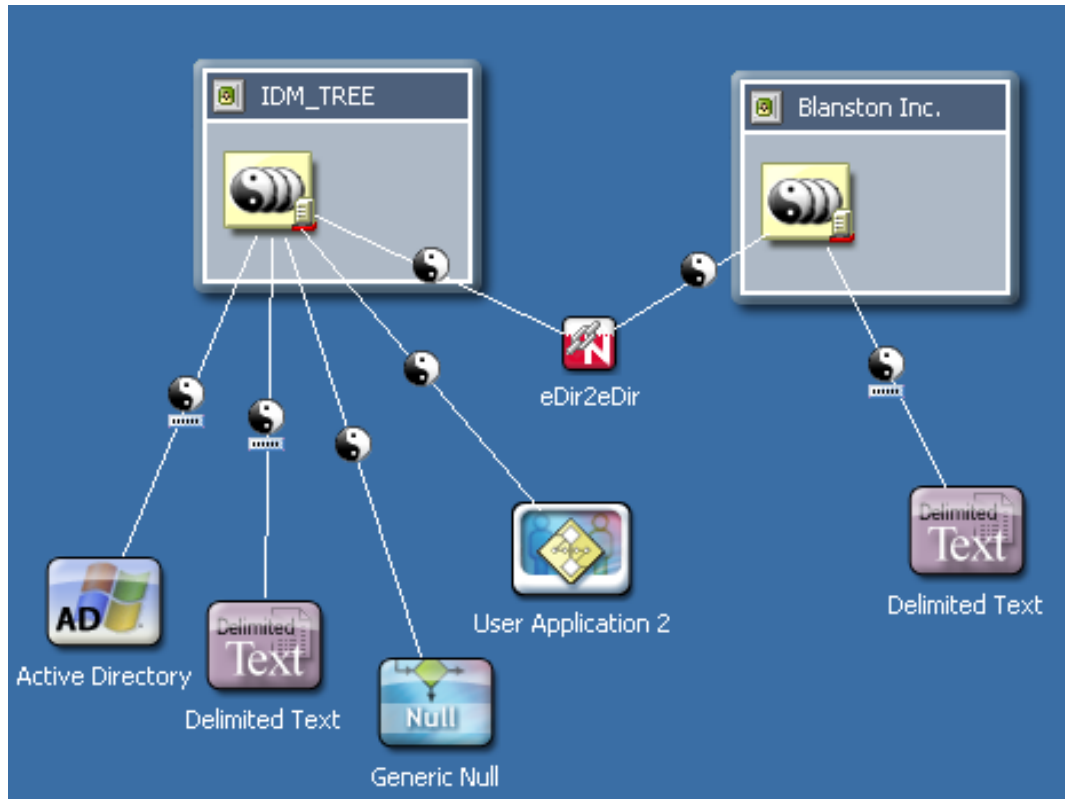 IDM_TREE
Blanston Inc.
N
eDir2eDir
Delimited
Text
Delimited Text
User Application 2
AD
Active Directory
Delimited
Text
Delimited Text
Null
Generic Null